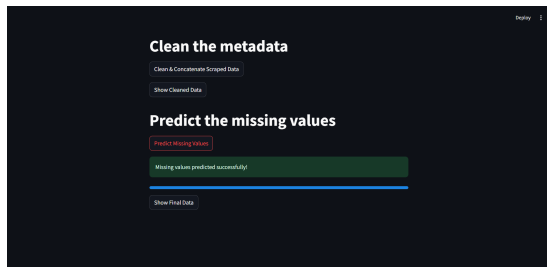 Deploy
Clean the metadata
Clean & Concatenate Scraped Data
Show Cleaned Data
Predict the missing values
Predict Missing Values
Missing values predicted successfully!
Show Final Data